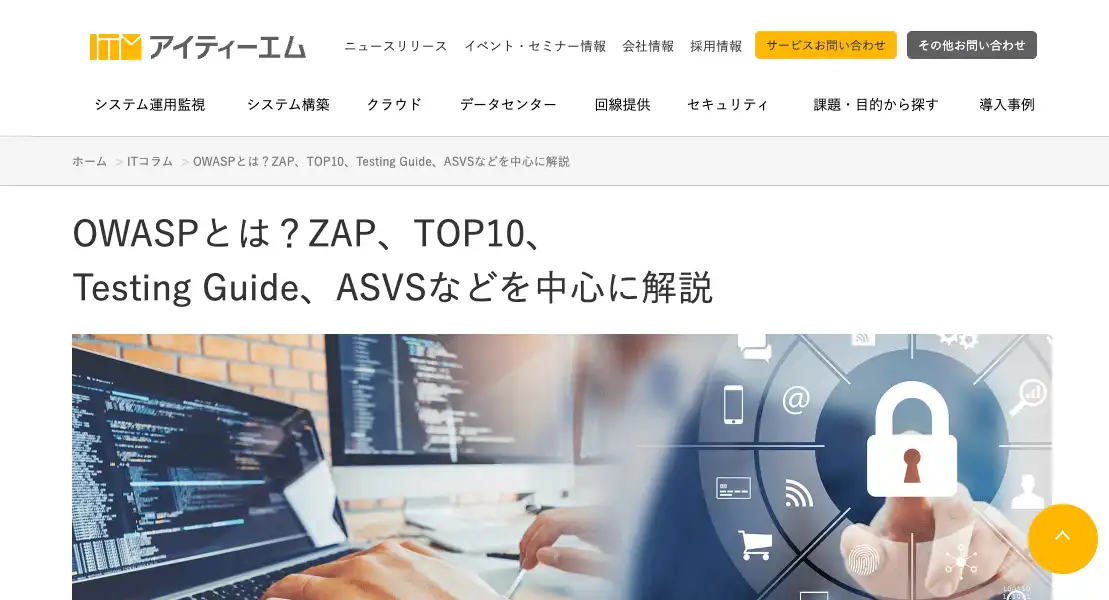 ITM アイティーエム
ニュースリリース イベント・セミナー情報 会社情報 採用情報 サービスお問い合わせ その他お問い合わせ
システム運用監視 システム構築 クラウド データセンター 回線提供 セキュリティ 課題・目的から探す 導入事例
ホーム > ITコラム > OWASPとは？ZAP、TOP10、Testing Guide、ASVSなどを中心に解説
OWASPとは？ZAP、TOP10、
Testing Guide、ASVSなどを中心に解説
@